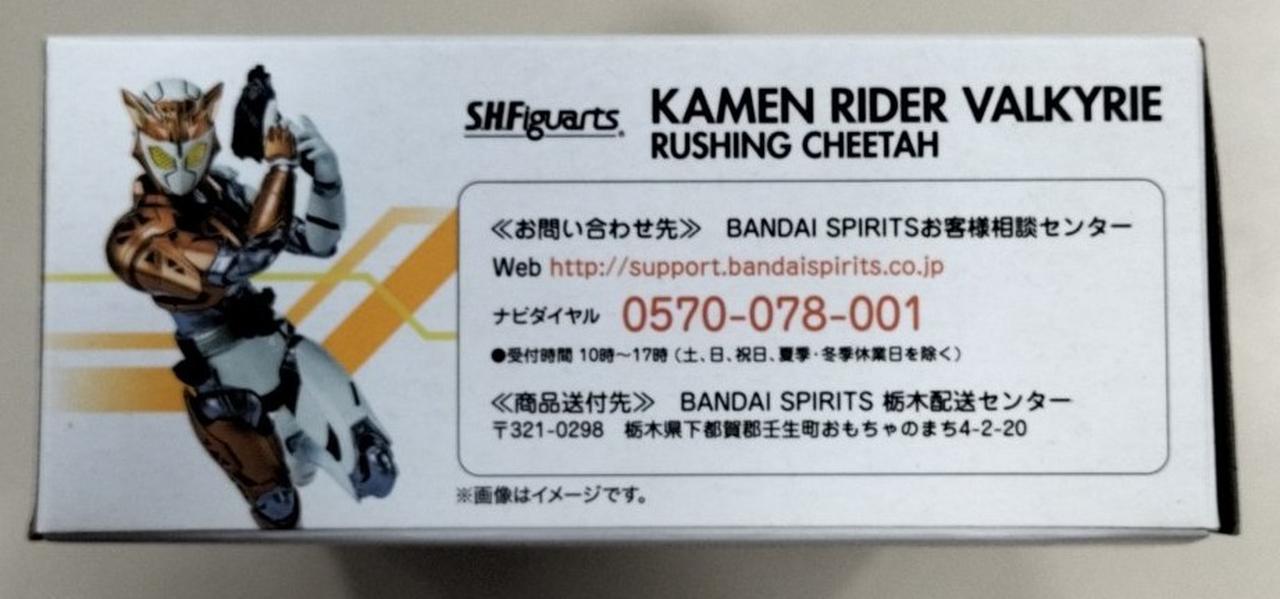 S.H.Figuarts
KAMEN RIDER VALKYRIE
RUSHING CHEETAH
≪お問い合わせ先≫　BANDAI SPIRITSお客様相談センター
Web http://support.bandaispirits.co.jp
ナビダイヤル 0570-078-001
●受付時間 10時～17時（土、日、祝日、夏季・冬季休業日を除く）
≪商品送付先≫　BANDAI SPIRITS 栃木配送センター
〒321-0298　栃木県下都賀郡壬生町おもちゃのまち4-2-20
※画像はイメージです。